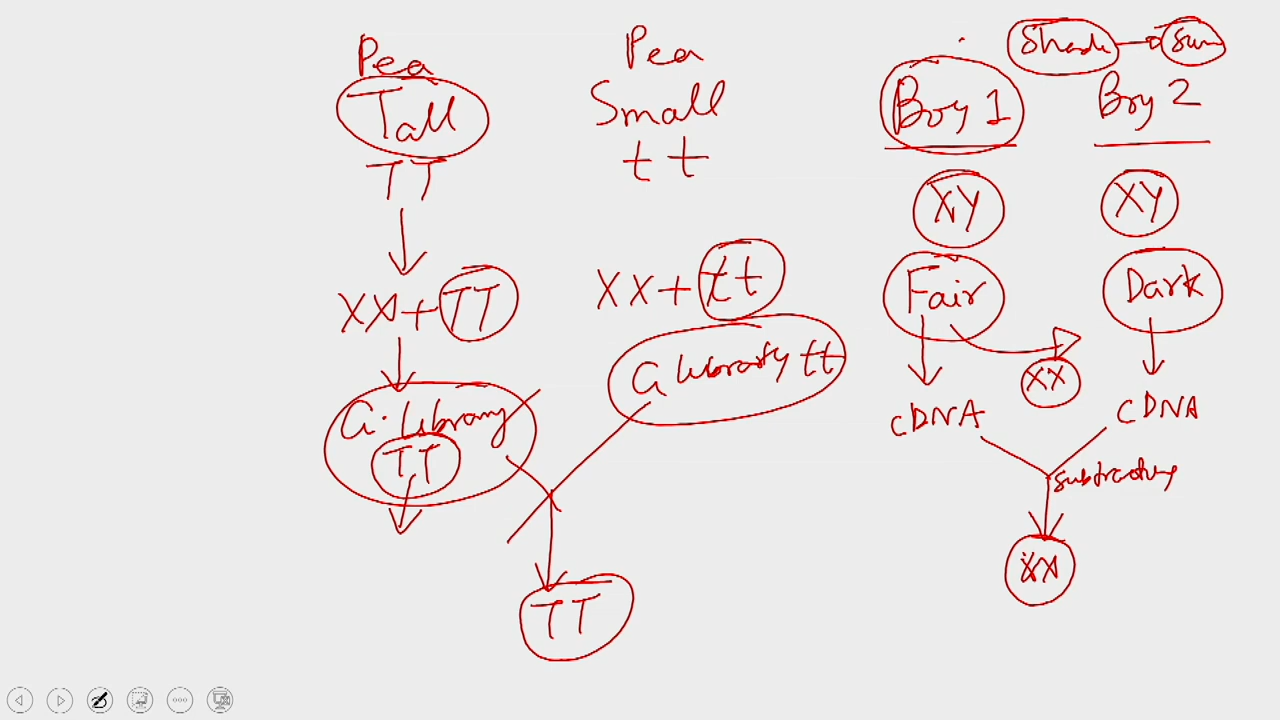 Pea
Tall
TT
XX+TT
G. library
TT
Pea
Small
tt
XX+tt
G library tt
TT
Shade
Sun
Boy 1
Boy 2
XY
XY
Fair
Dark
XX
cDNA
cDNA
XX